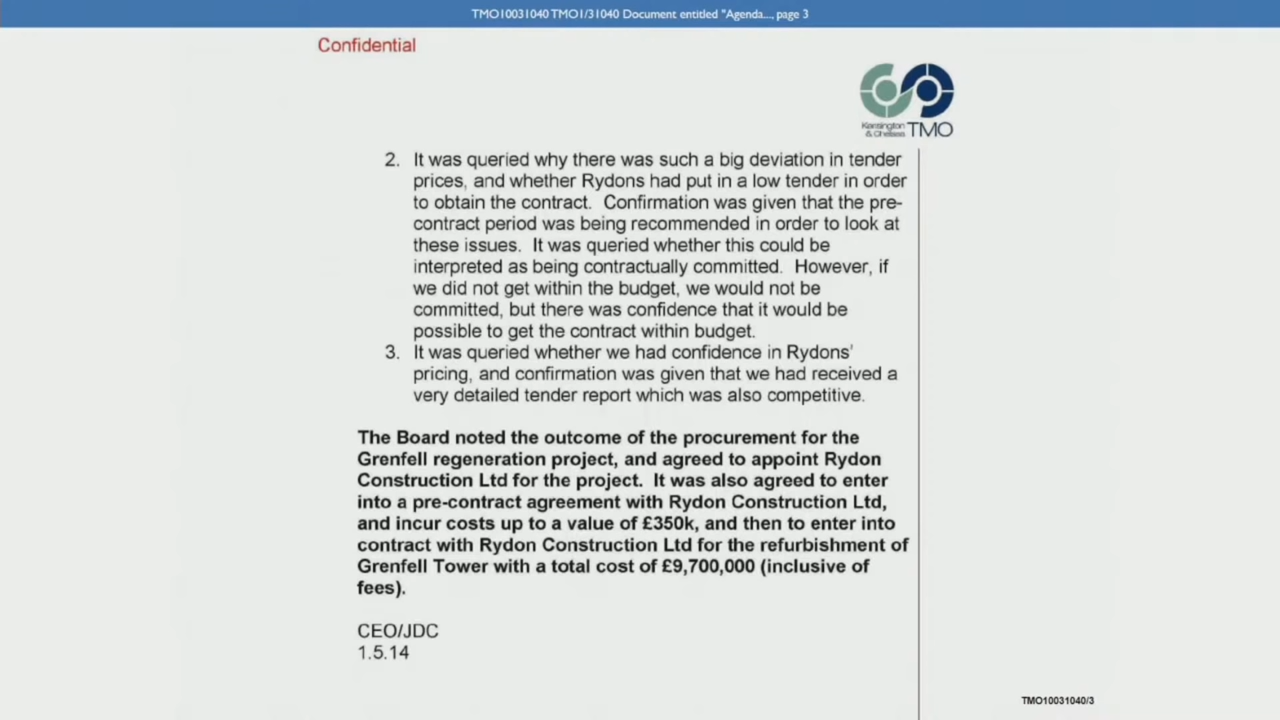 TMO10031040 TMO1/31040 Document entitled "Agenda..., page 3
Confidential
Kensington
& Chelsea TMO
2. It was queried why there was such a big deviation in tender
prices, and whether Rydons had put in a low tender in order
to obtain the contract. Confirmation was given that the pre-
contract period was being recommended in order to look at
these issues. It was queried whether this could be
interpreted as being contractually committed. However, if
we did not get within the budget, we would not be
committed, but there was confidence that it would be
possible to get the contract within budget.
3. It was queried whether we had confidence in Rydons'
pricing, and confirmation was given that we had received a
very detailed tender report which was also competitive.
The Board noted the outcome of the procurement for the
Grenfell regeneration project, and agreed to appoint Rydon
Construction Ltd for the project. It was also agreed to enter
into a pre-contract agreement with Rydon Construction Ltd,
and incur costs up to a value of £350k, and then to enter into
contract with Rydon Construction Ltd for the refurbishment of
Grenfell Tower with a total cost of £9,700,000 (inclusive of
fees).
CEO/JDC
1.5.14
TMO10031040/3